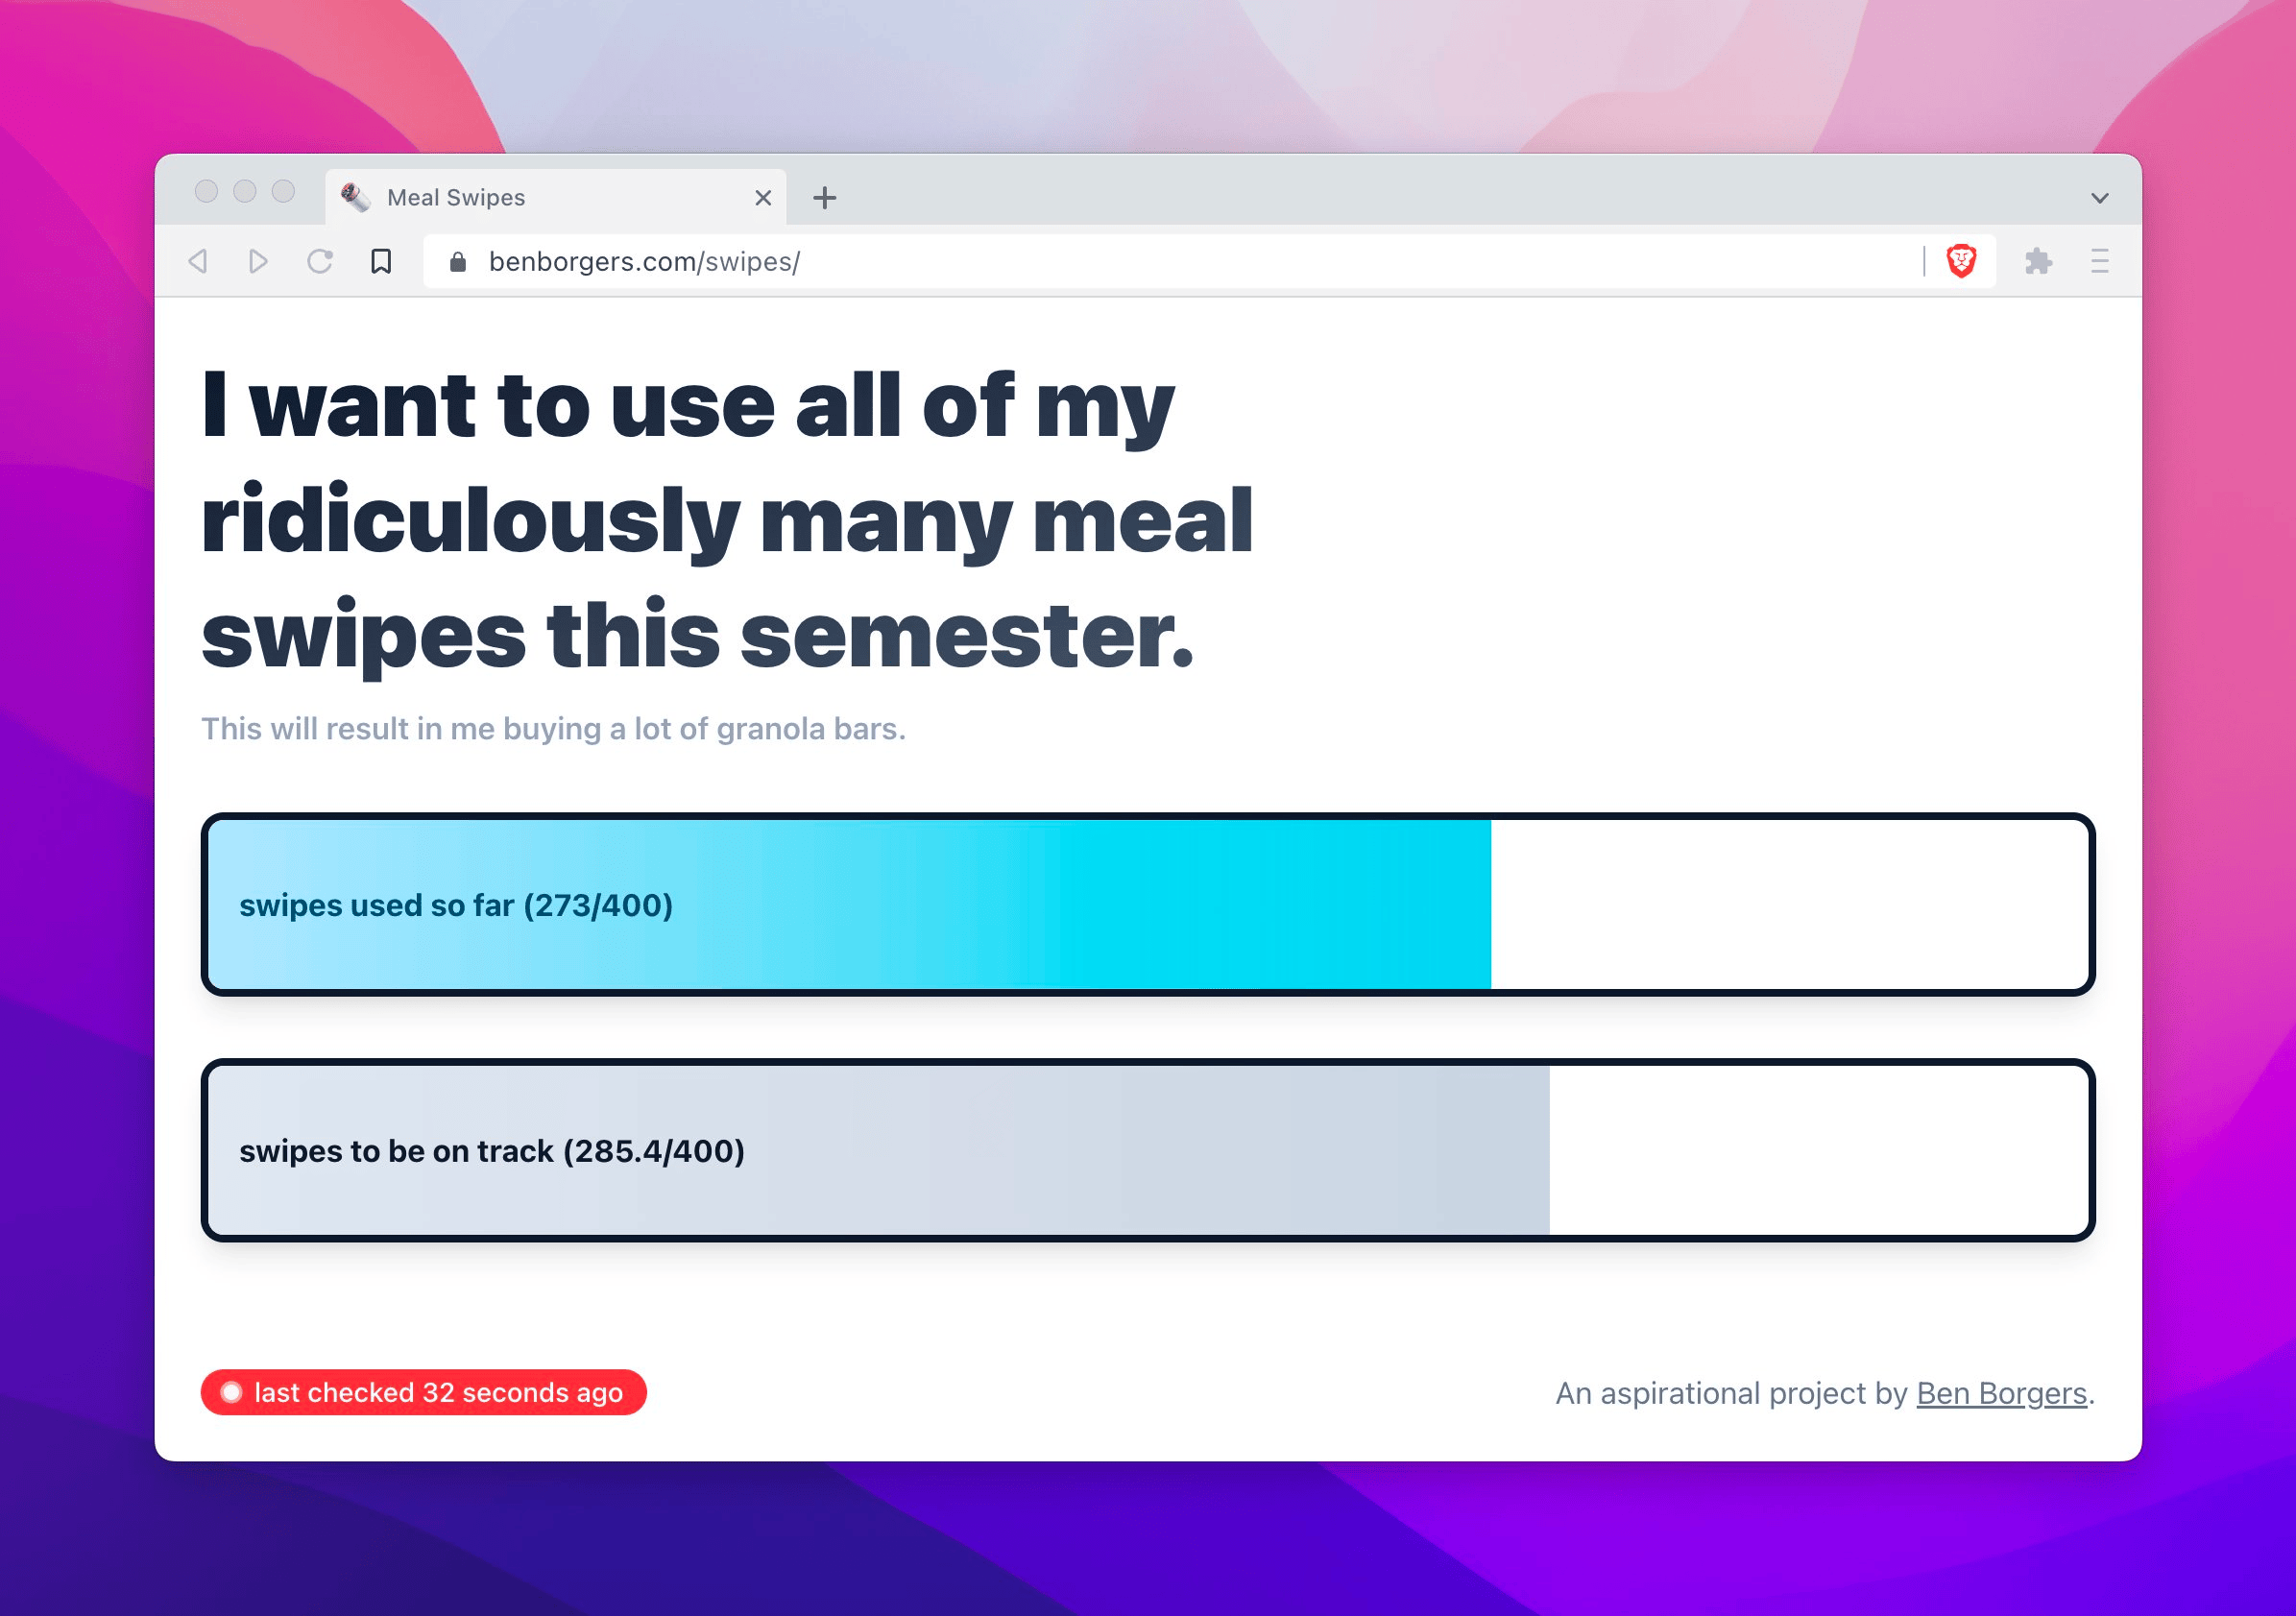 Meal Swipes
benborgers.com/swipes/
I want to use all of my
ridiculously many meal
swipes this semester.
This will result in me buying a lot of granola bars.
swipes used so far (273/400)
swipes to be on track (285.4/400)
last checked 32 seconds ago
An aspirational project by Ben Borgers.